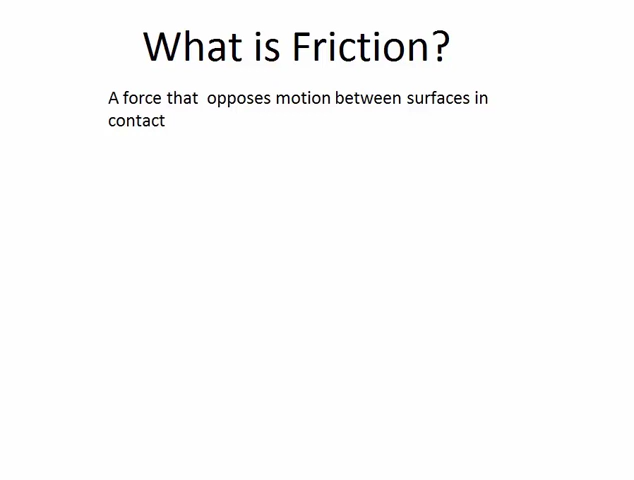 What is Friction?
A force that  opposes motion between surfaces in
contact